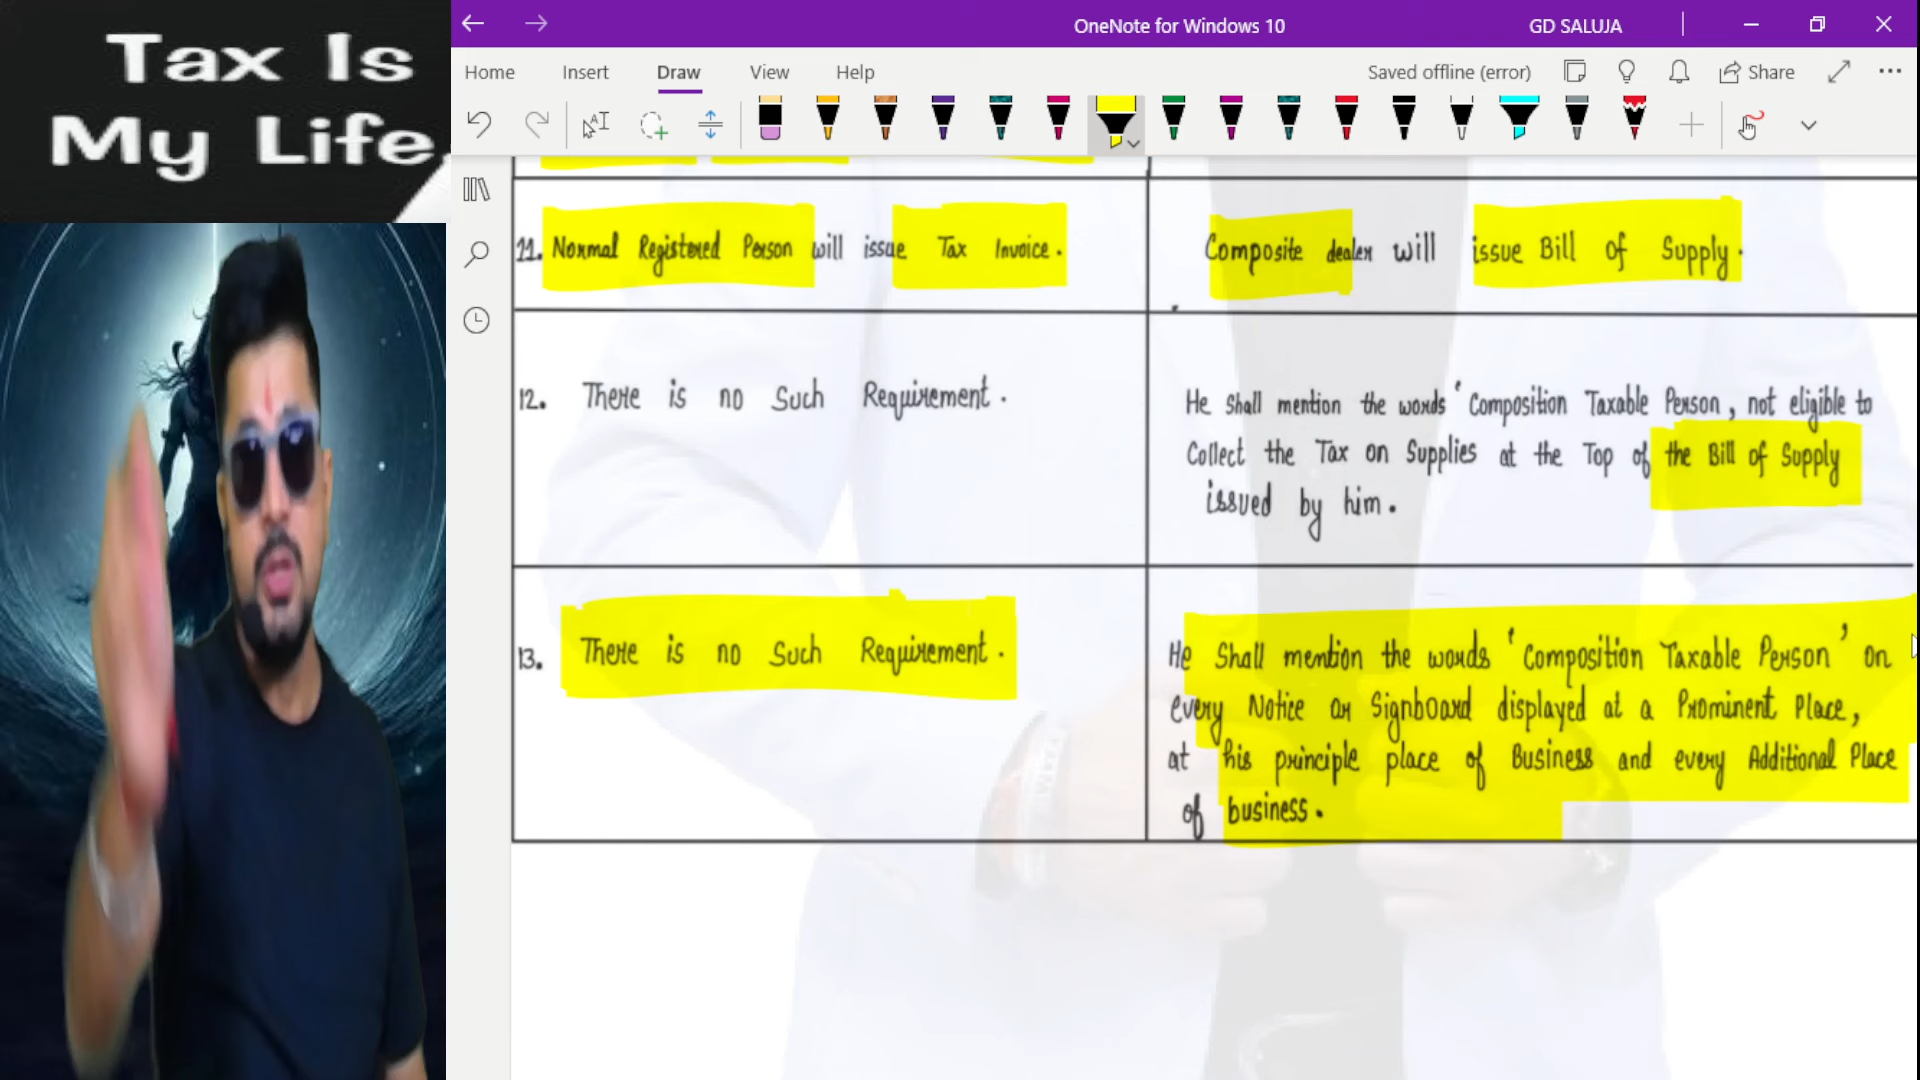 Tax Is
My Life.
OneNote for Windows 10
GD SALUJA
Home Insert Draw View Help
Saved offline (error)
Share
11. Normal Registered Person will issue Tax Invoice.
Composite dealer will issue Bill of Supply.
12. There is no Such Requirement.
He shall mention the words 'Composition Taxable Person, not eligible to
Collect the Tax on Supplies at the Top of the Bill of Supply
issued by him.
13. There is no Such Requirement.
He Shall mention the words 'Composition Taxable Person' on
every Notice or Signboard displayed at a Prominent Place,
at his principle place of Business and every Additional Place
of business.